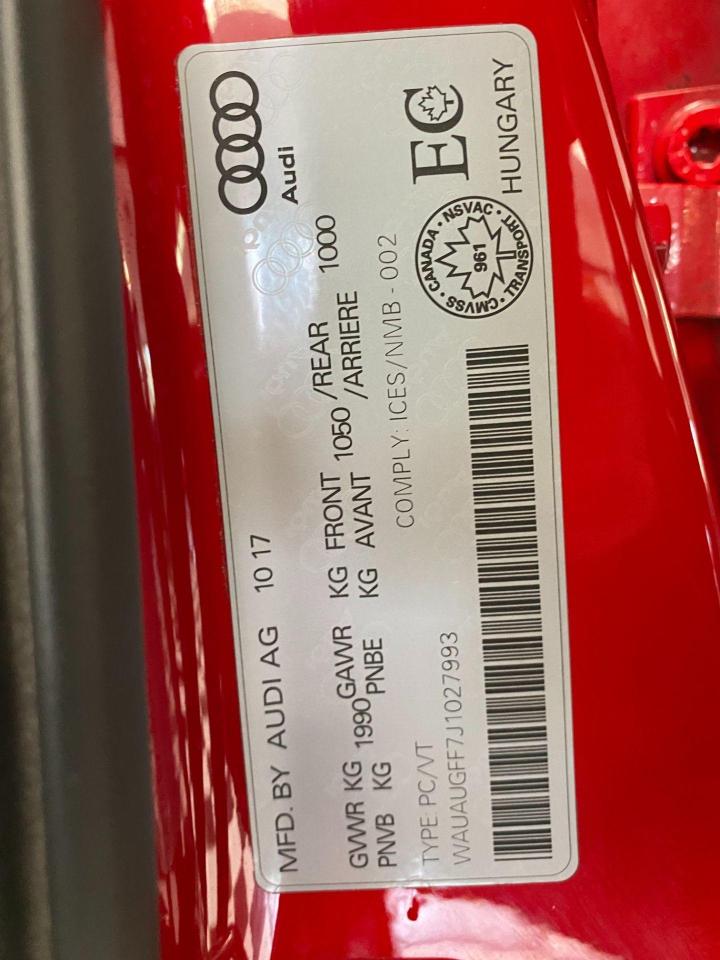 Audi
MFD. BY AUDI AG 10 17
GVWR KG 1990 GAWR KG FRONT 1050 /REAR 1000
PNVB KG PNBE KG AVANT /ARRIERE
COMPLY: ICES/NMB - 002
TYPE: PC/VT
WAUAUGFF7J1027993
CANADA · NSVAC · TRANSPORT · CMVSS ·
961
EC
HUNGARY